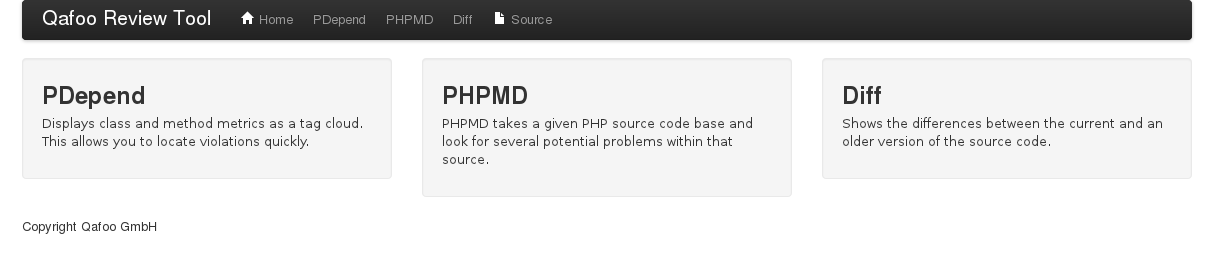 Qafoo Review Tool Home PDepend PHPMD Diff Source
PDepend
Displays class and method metrics as a tag cloud.
This allows you to locate violations quickly.
PHPMD
PHPMD takes a given PHP source code base and
look for several potential problems within that
source.
Diff
Shows the differences between the current and an
older version of the source code.
Copyright Qafoo GmbH